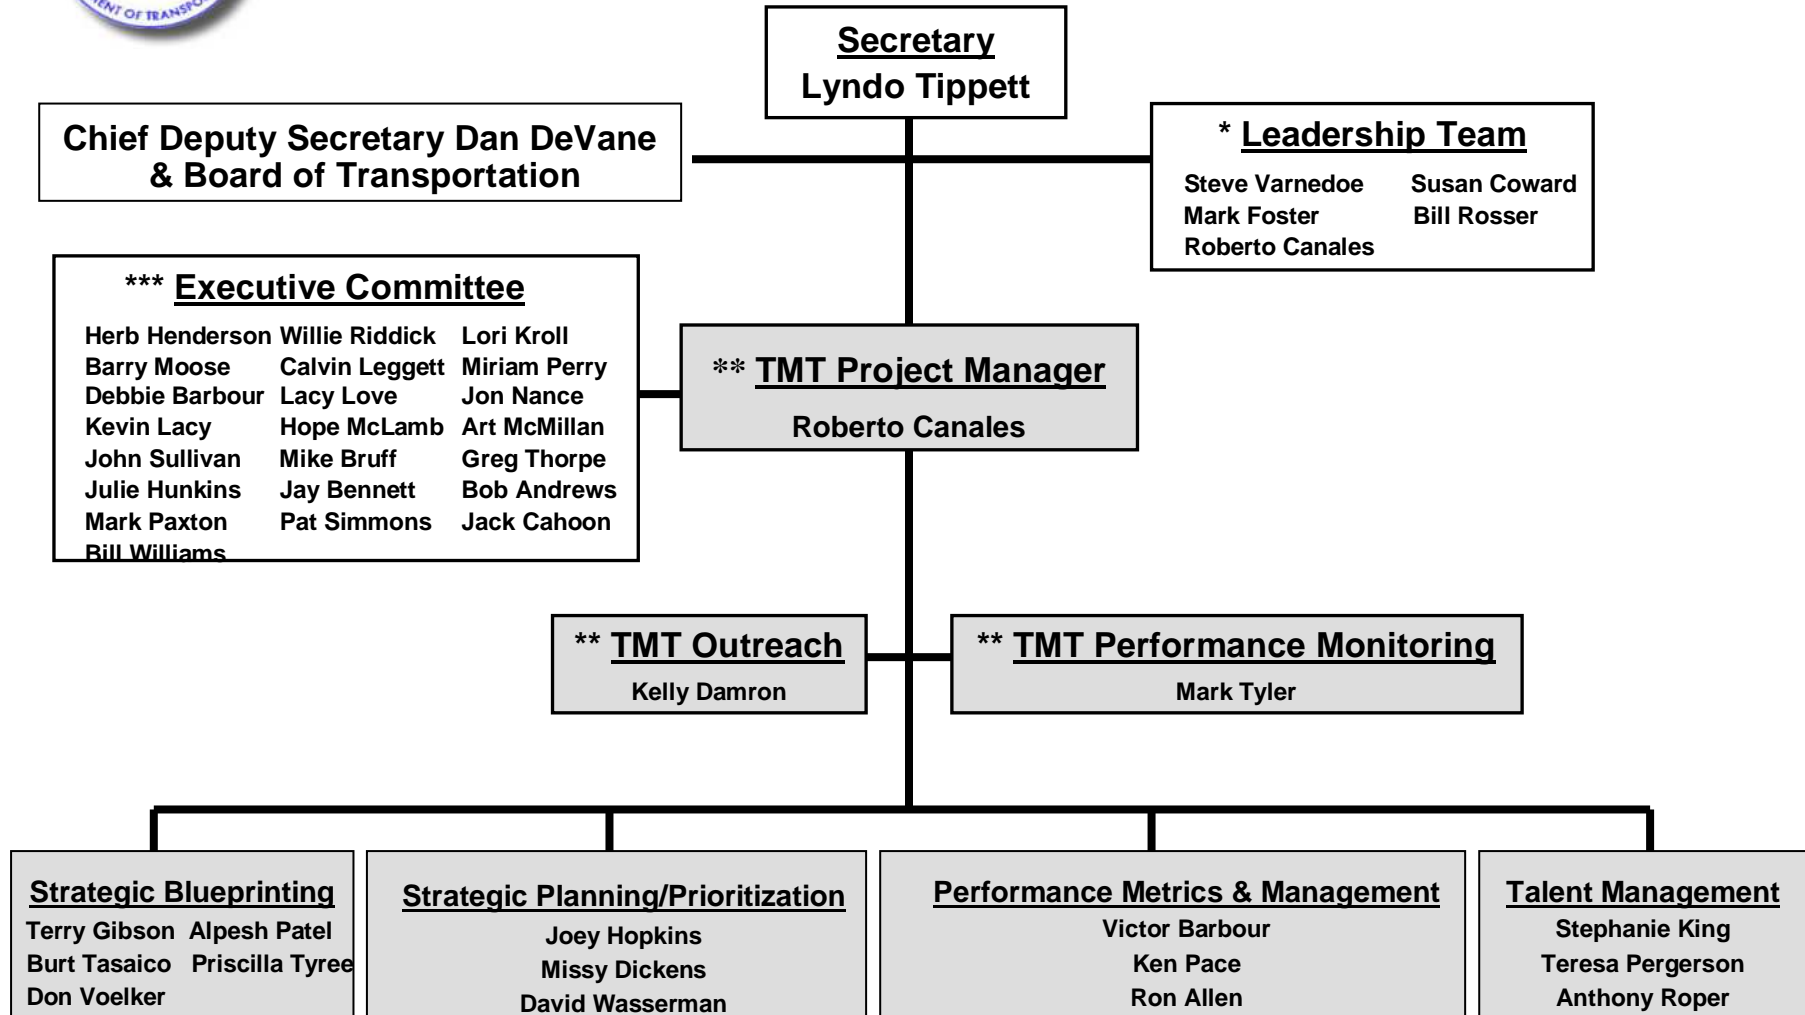 MENT OF TRANSPO
Secretary
Lyndo Tippett
Chief Deputy Secretary Dan DeVane
& Board of Transportation
* Leadership Team
Steve Varnedoe Susan Coward
Mark Foster Bill Rosser
Roberto Canales
*** Executive Committee
Herb Henderson Willie Riddick Lori Kroll
Barry Moose Calvin Leggett Miriam Perry
Debbie Barbour Lacy Love Jon Nance
Kevin Lacy Hope McLamb Art McMillan
John Sullivan Mike Bruff Greg Thorpe
Julie Hunkins Jay Bennett Bob Andrews
Mark Paxton Pat Simmons Jack Cahoon
Bill Williams
** TMT Project Manager
Roberto Canales
** TMT Outreach
Kelly Damron
** TMT Performance Monitoring
Mark Tyler
Strategic Blueprinting
Terry Gibson Alpesh Patel
Burt Tasaico Priscilla Tyree
Don Voelker
Strategic Planning/Prioritization
Joey Hopkins
Missy Dickens
David Wasserman
Performance Metrics & Management
Victor Barbour
Ken Pace
Ron Allen
Talent Management
Stephanie King
Teresa Pergerson
Anthony Roper